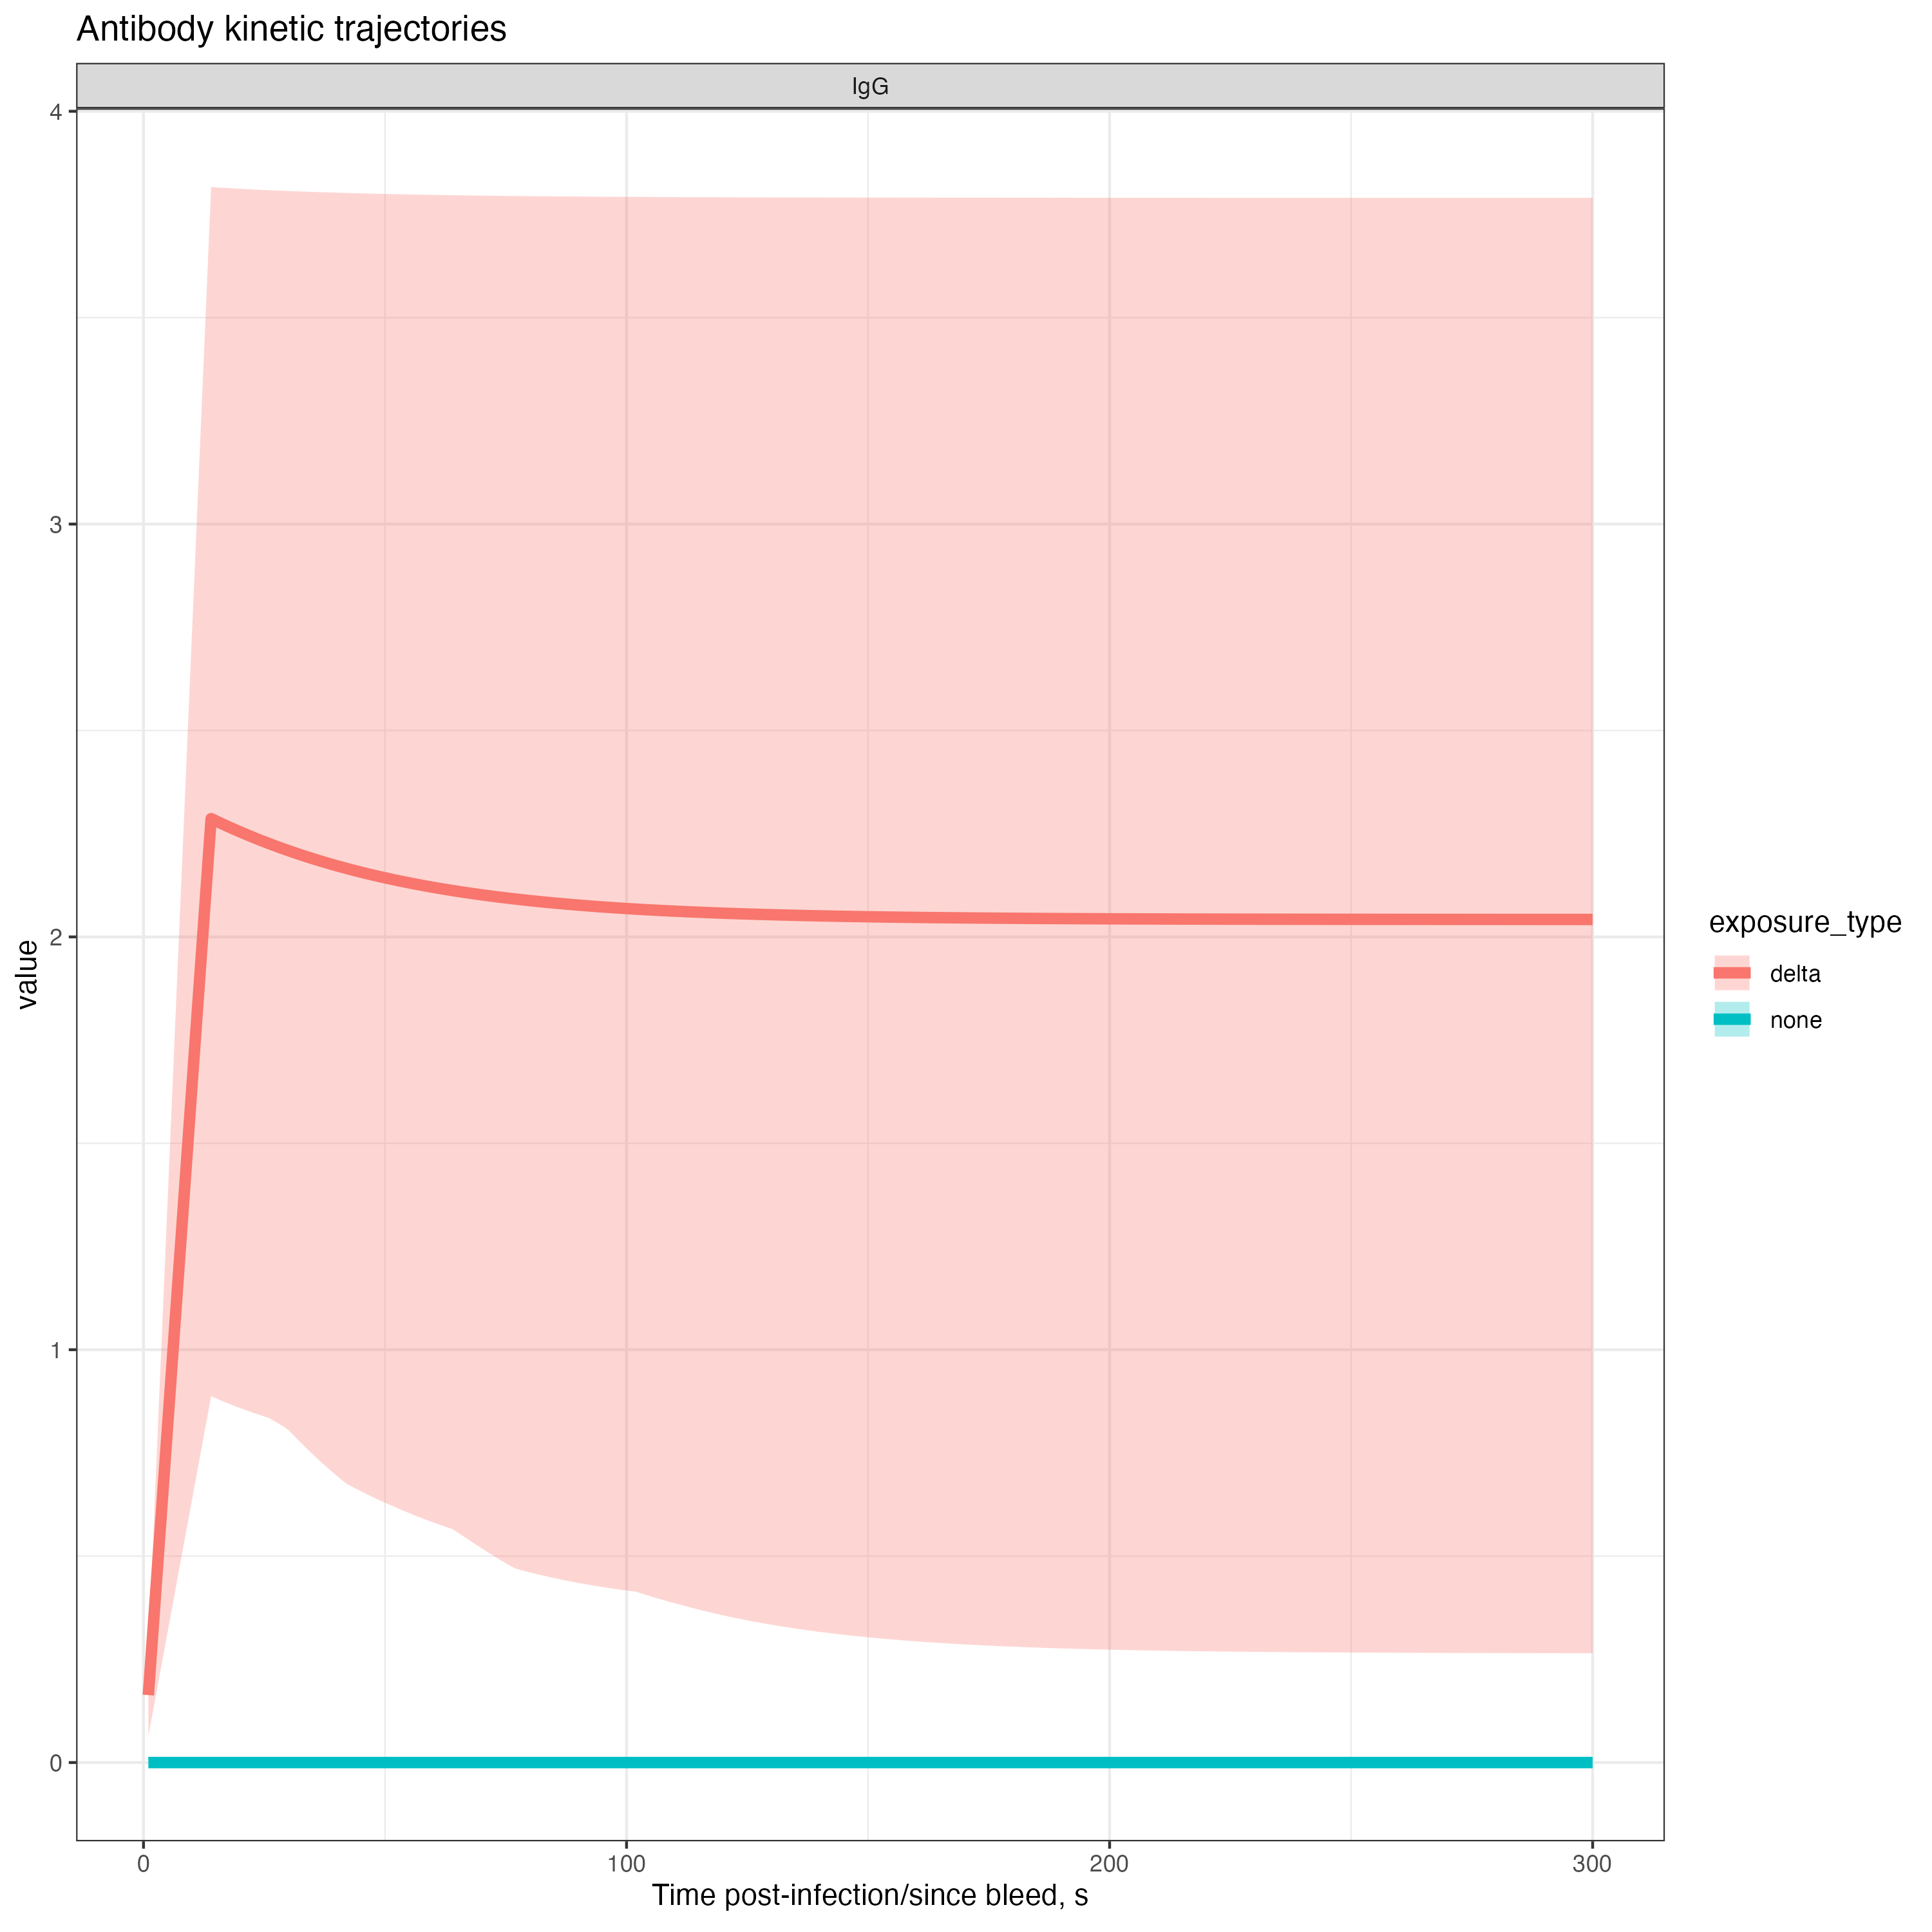 Antibody kinetic trajectories
IgG
4
3
2
1
0
value
0 100 200 300
Time post-infection/since bleed, s
exposure_type
delta
none